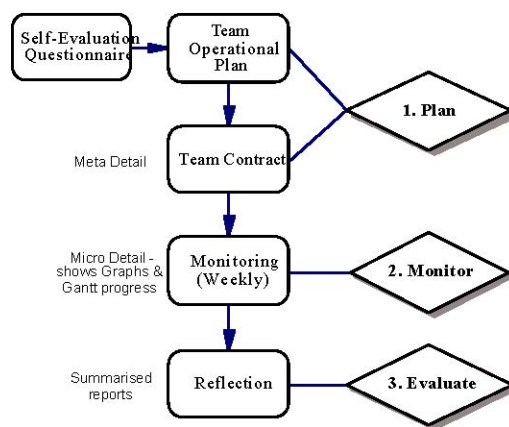 Self-Evaluation
Questionnaire
Team
Operational
Plan
1. Plan
Meta Detail
Team Contract
Micro Detail -
shows Graphs &
Gantt progress
Monitoring
(Weekly)
2. Monitor
Summarised
reports
Reflection
3. Evaluate